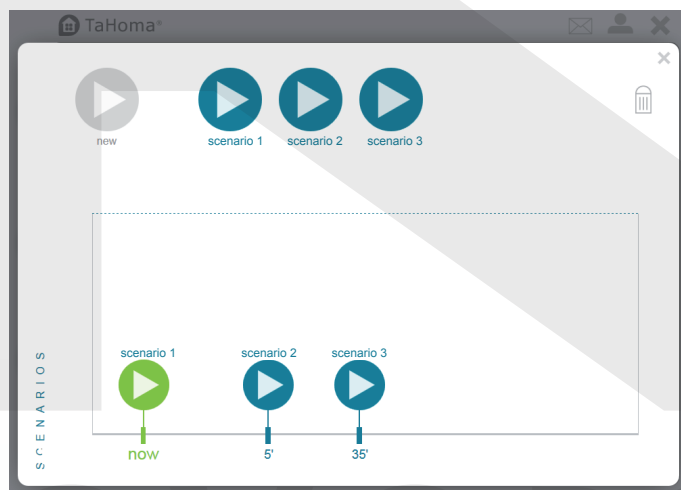 TaHoma®
new
scenario 1
scenario 2
scenario 3
scenario 1
scenario 2
scenario 3
now
5'
35'
SCENARIOS